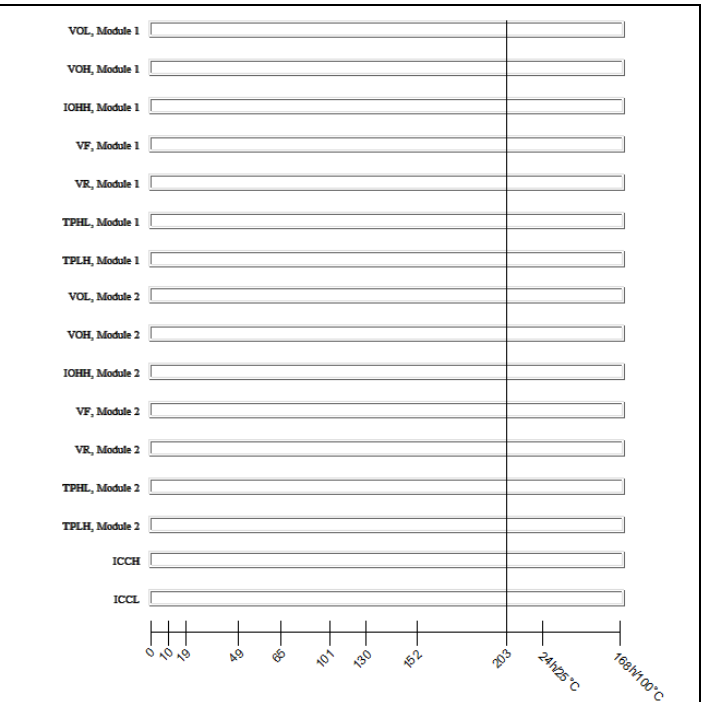 VOL, Module 1
VOH, Module 1
IOHH, Module 1
VF, Module 1
VR, Module 1
TPHL, Module 1
TPLH, Module 1
VOL, Module 2
VOH, Module 2
IOHH, Module 2
VF, Module 2
VR, Module 2
TPHL, Module 2
TPLH, Module 2
ICCH
ICCL
0 10 19 49 65 101 130 152 203 24h/25°C 168h/100°C